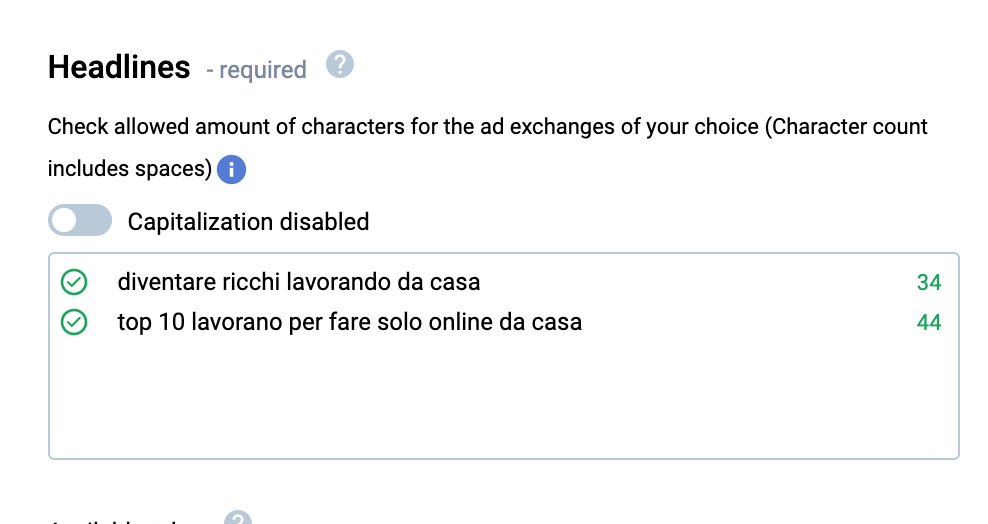 Headlines - required ?
Check allowed amount of characters for the ad exchanges of your choice (Character count
includes spaces) i
Capitalization disabled
diventare ricchi lavorando da casa 34
top 10 lavorano per fare solo online da casa 44
?